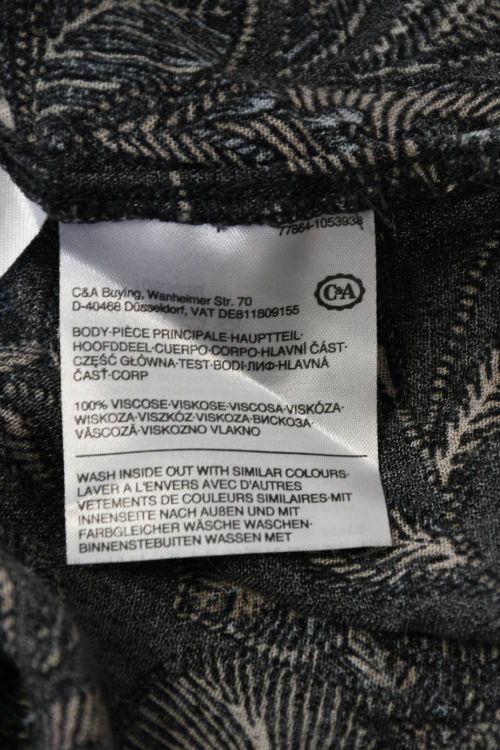 77864-1053938
C&A
C&A Buying, Wanheimer Str. 70
D-40468 Düsseldorf, VAT DE811809155
BODY·PIÈCE PRINCIPALE·HAUPTTEIL·
HOOFDDEEL·CUERPO·CORPO·HLAVNÍ ČÁST·
CZĘŚĆ GŁÓWNA·TEST·BODI·ЛИФ·HLAVNÁ
ČASŤ·CORP
100% VISCOSE·VISKOSE·VISCOSA·VISKÓZA·
WISKOZA·VISZKÓZ·VISKOZA·ВИСКОЗА·
VÂSCOZĂ·VISKOZNO VLAKNO
WASH INSIDE OUT WITH SIMILAR COLOURS·
LAVER A L'ENVERS AVEC D'AUTRES
VETEMENTS DE COULEURS SIMILAIRES·MIT
INNENSEITE NACH AUßEN UND MIT
FARBGLEICHER WÄSCHE WASCHEN·
BINNENSTEBUITEN WASSEN MET